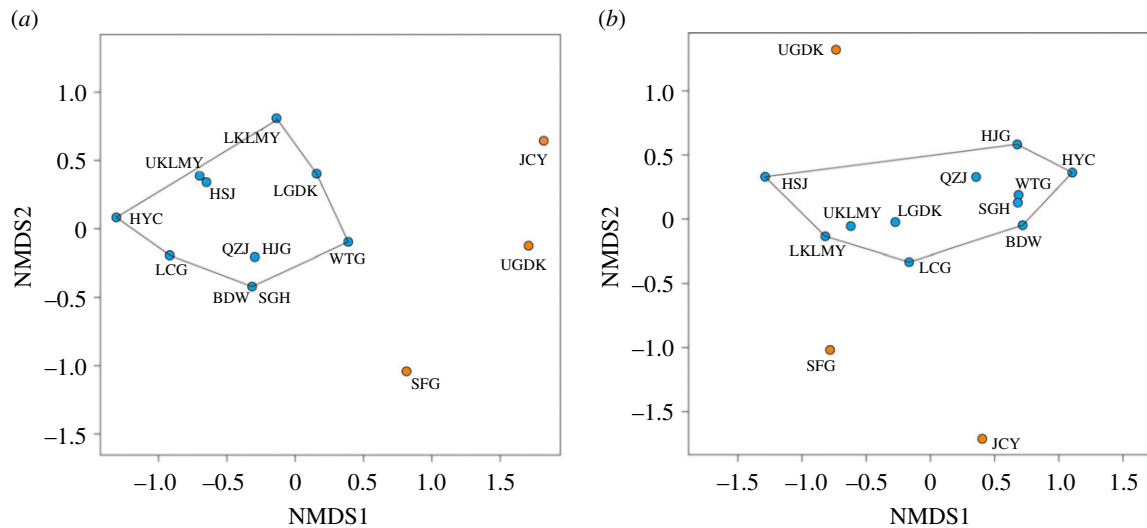 (a)
NMDS2
1.0
0.5
0
−0.5
−1.0
−1.5
LKLMY
UKLMY
HSJ
LGDK
HYC
QZJ HJG
LCG
WTG
BDW SGH
JCY
UGDK
SFG
−1.0 −0.5 0 0.5 1.0 1.5
NMDS1
(b)
NMDS2
1.0
0.5
0
−0.5
−1.0
−1.5
UGDK
HJG
HYC
HSJ
QZJ
WTG
UKLMY
LGDK
SGH
LKLMY
BDW
LCG
SFG
JCY
−1.5 −1.0 −0.5 0 0.5 1.0 1.5
NMDS1